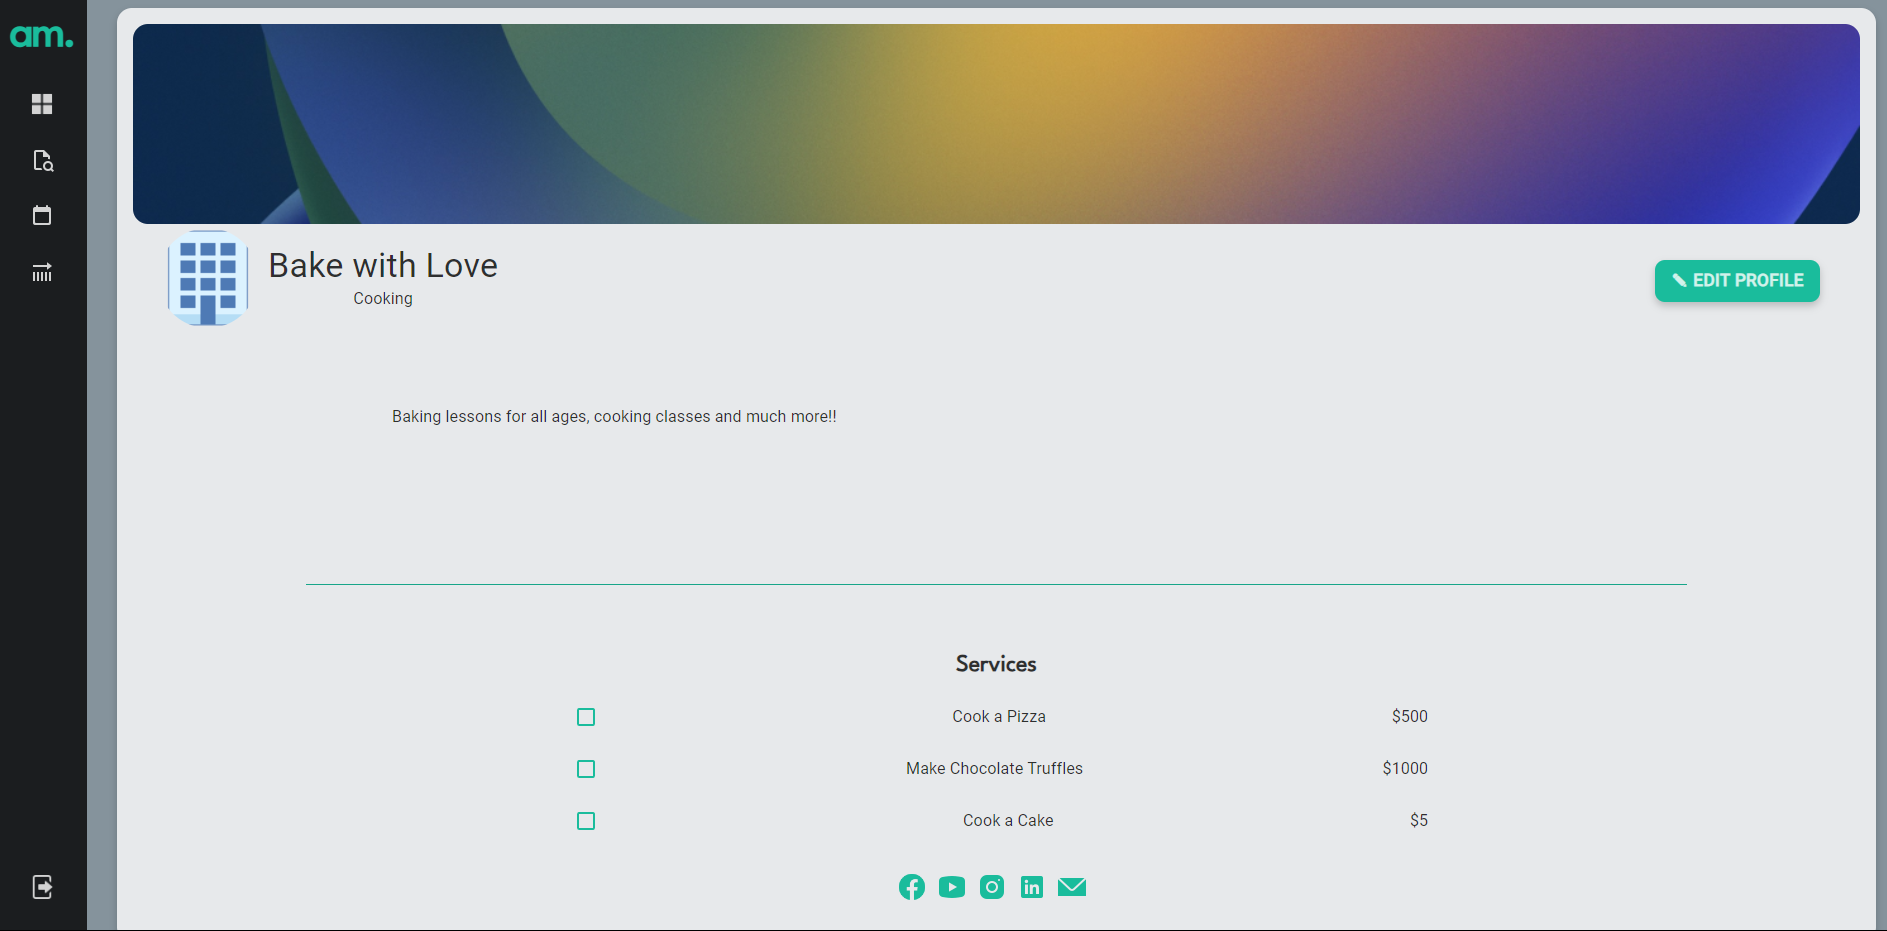 am.
Bake with Love
Cooking
EDIT PROFILE
Baking lessons for all ages, cooking classes and much more!!
Services
Cook a Pizza $500
Make Chocolate Truffles $1000
Cook a Cake $5
in